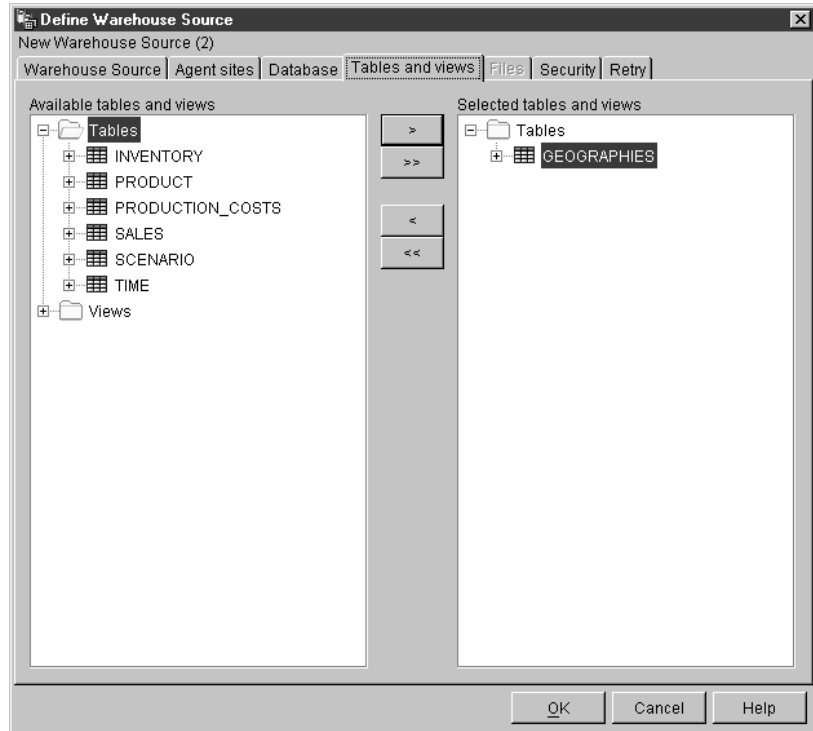 Define Warehouse Source
New Warehouse Source (2)
Warehouse Source Agent sites Database Tables and views Files Security Retry
Available tables and views
Tables
INVENTORY
PRODUCT
PRODUCTION_COSTS
SALES
SCENARIO
TIME
Views
>
>>
<
<<
Selected tables and views
Tables
GEOGRAPHIES
OK Cancel Help